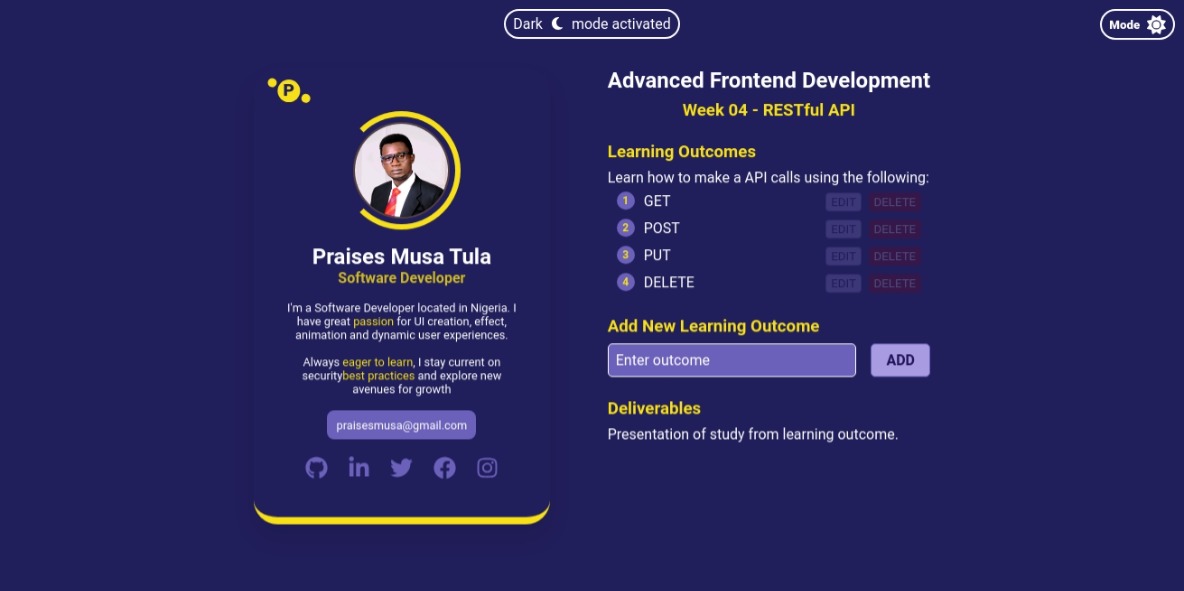 Dark mode activated
Mode
P
Praises Musa Tula
Software Developer
I'm a Software Developer located in Nigeria. I
have great passion for UI creation, effect,
animation and dynamic user experiences.
Always eager to learn, I stay current on
securitybest practices and explore new
avenues for growth
praisesmusa@gmail.com
in
Advanced Frontend Development
Week 04 - RESTful API
Learning Outcomes
Learn how to make a API calls using the following:
1 GET EDIT DELETE
2 POST EDIT DELETE
3 PUT EDIT DELETE
4 DELETE EDIT DELETE
Add New Learning Outcome
Enter outcome ADD
Deliverables
Presentation of study from learning outcome.